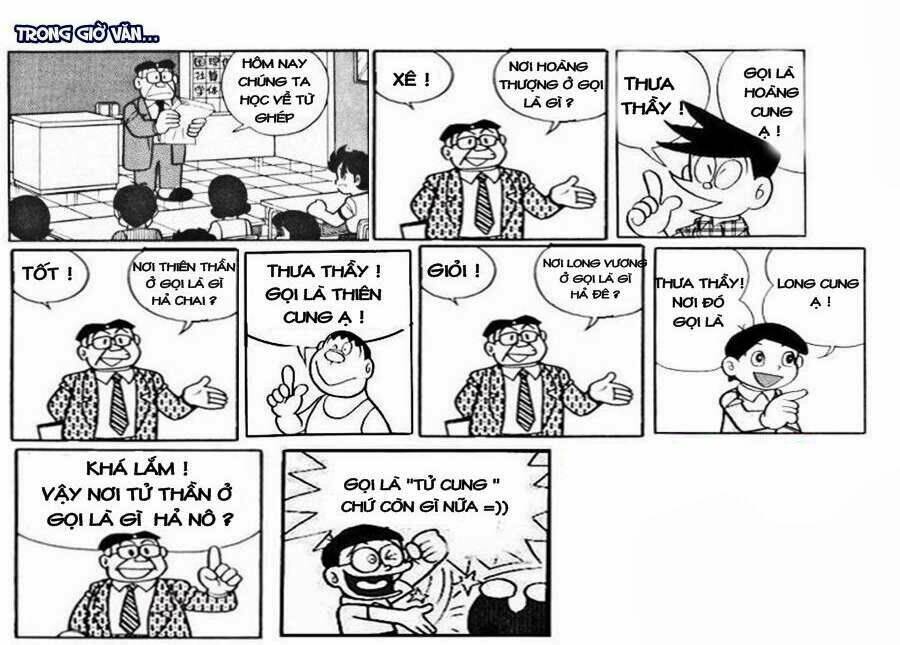 TRONG GIỜ VĂN...
HÔM NAY
CHÚNG TA
HỌC VỀ TỪ
GHÉP
XÊ !
NƠI HOÀNG
THƯỢNG Ở GỌI
LÀ GÌ ?
THƯA
THẦY !
GỌI LÀ
HOÀNG
CUNG
Ạ !
TỐT !
NƠI THIÊN THẦN
Ở GỌI LÀ GÌ
HẢ CHAI ?
THƯA THẦY !
GỌI LÀ THIÊN
CUNG Ạ !
GIỎI !
NƠI LONG VƯƠNG
Ở GỌI LÀ GÌ
HẢ ĐÊ ?
THƯA THẦY!
NƠI ĐÓ
GỌI LÀ
LONG CUNG
Ạ !
KHÁ LẮM !
VẬY NƠI TỬ THẦN Ở
GỌI LÀ GÌ HẢ NÔ ?
GỌI LÀ "TỬ CUNG "
CHỨ CÒN GÌ NỮA =))